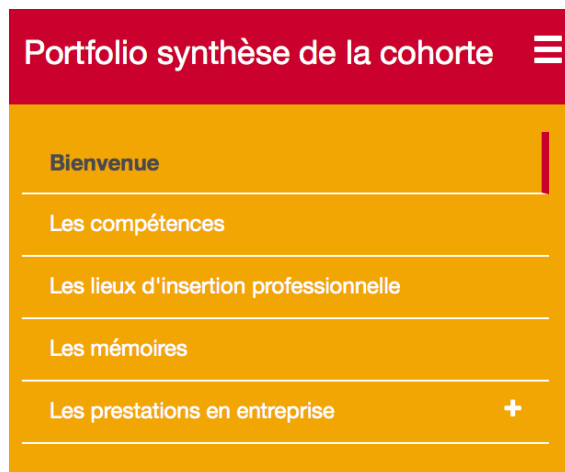 Portfolio synthèse de la cohorte
Bienvenue
Les compétences
Les lieux d'insertion professionnelle
Les mémoires
Les prestations en entreprise